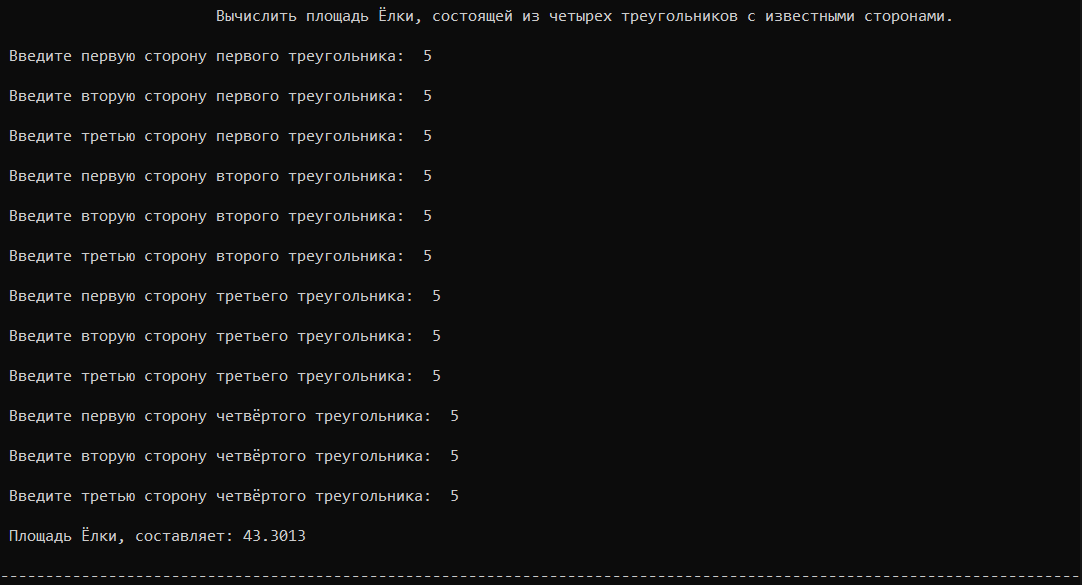 Вычислить площадь Ёлки, состоящей из четырех треугольников с известными сторонами.
Введите первую сторону первого треугольника: 5
Введите вторую сторону первого треугольника: 5
Введите третью сторону первого треугольника: 5
Введите первую сторону второго треугольника: 5
Введите вторую сторону второго треугольника: 5
Введите третью сторону второго треугольника: 5
Введите первую сторону третьего треугольника: 5
Введите вторую сторону третьего треугольника: 5
Введите третью сторону третьего треугольника: 5
Введите первую сторону четвёртого треугольника: 5
Введите вторую сторону четвёртого треугольника: 5
Введите третью сторону четвёртого треугольника: 5
Площадь Ёлки, составляет: 43.3013